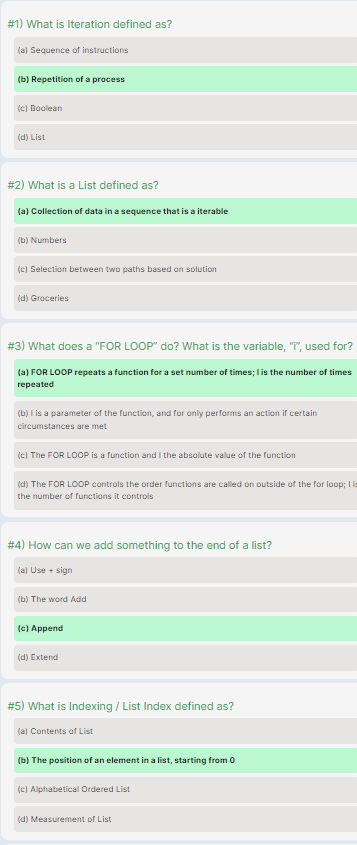 #1) What is Iteration defined as?
(a) Sequence of instructions
(b) Repetition of a process
(c) Boolean
(d) List
#2) What is a List defined as?
(a) Collection of data in a sequence that is a iterable
(b) Numbers
(c) Selection between two paths based on solution
(d) Groceries
#3) What does a “FOR LOOP” do? What is the variable, “i”, used for?
(a) FOR LOOP repeats a function for a set number of times; I is the number of times
repeated
(b) I is a parameter of the function, and for only performs an action if certain
circumstances are met
(c) The FOR LOOP is a function and I the absolute value of the function
(d) The FOR LOOP controls the order functions are called on outside of the for loop; I is
the number of functions it controls
#4) How can we add something to the end of a list?
(a) Use + sign
(b) The word Add
(c) Append
(d) Extend
#5) What is Indexing / List Index defined as?
(a) Contents of List
(b) The position of an element in a list, starting from 0
(c) Alphabetical Ordered List
(d) Measurement of List